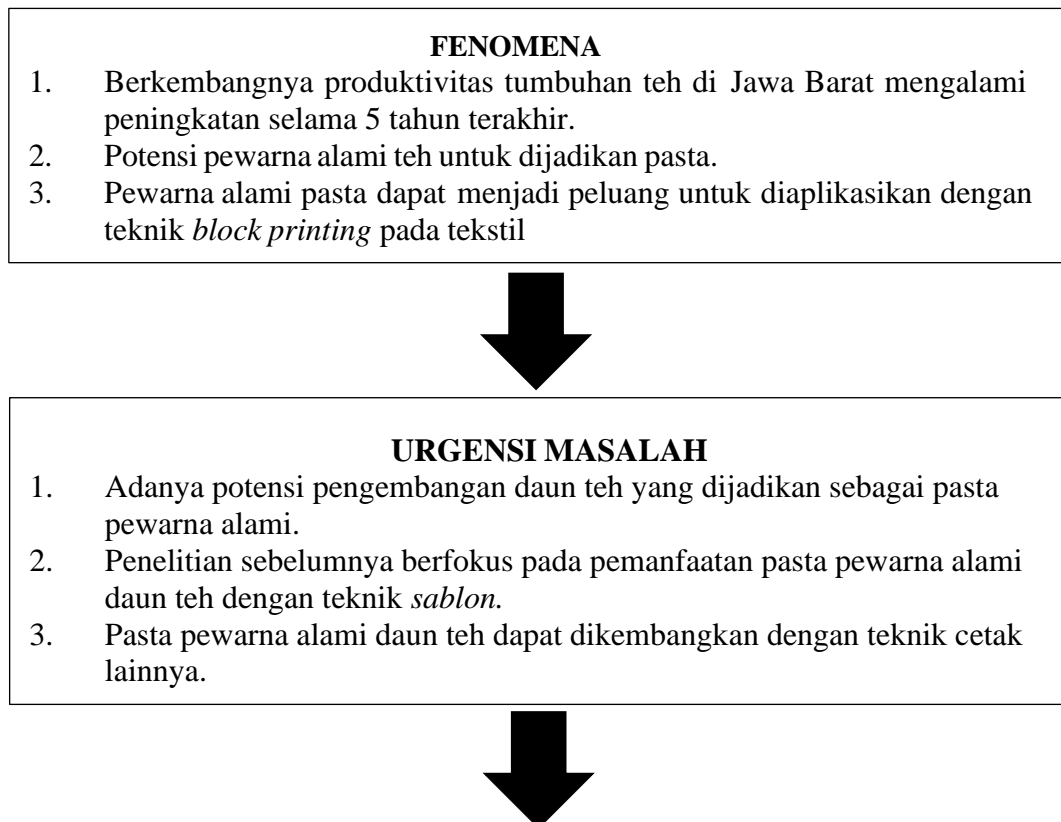 FENOMENA
1. Berkembangnya produktivitas tumbuhan teh di Jawa Barat mengalami
peningkatan selama 5 tahun terakhir.
2. Potensi pewarna alami teh untuk dijadikan pasta.
3. Pewarna alami pasta dapat menjadi peluang untuk diaplikasikan dengan
teknik block printing pada tekstil
URGENSI MASALAH
1. Adanya potensi pengembangan daun teh yang dijadikan sebagai pasta
pewarna alami.
2. Penelitian sebelumnya berfokus pada pemanfaatan pasta pewarna alami
daun teh dengan teknik sablon.
3. Pasta pewarna alami daun teh dapat dikembangkan dengan teknik cetak
lainnya.